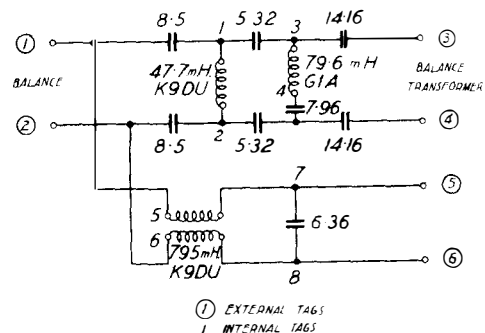 8·5 1 5·32 3 14·16
① ③
BALANCE 47·7mH. K9DU 79·6 mH G1A BALANCE TRANSFORMER
4 7·96
② ④
8·5 2 5·32 14·16
7 ⑤
5
6 6·36
795mH K9DU
8 ⑥
① EXTERNAL TAGS
1 INTERNAL TAGS